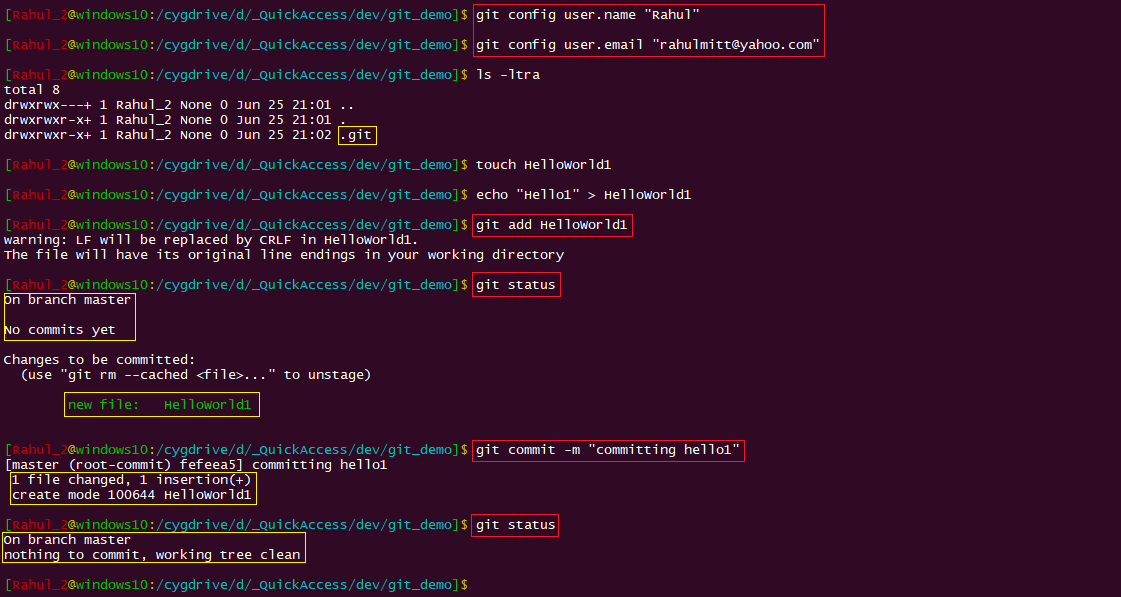 [Rahul_2@windows10:/cygdrive/d/_QuickAccess/dev/git_demo]$ git config user.name "Rahul"
[Rahul_2@windows10:/cygdrive/d/_QuickAccess/dev/git_demo]$ git config user.email "rahulmitt@yahoo.com"
[Rahul_2@windows10:/cygdrive/d/_QuickAccess/dev/git_demo]$ ls -ltra
total 8
drwxrwx---+ 1 Rahul_2 None 0 Jun 25 21:01 ..
drwxrwxr-x+ 1 Rahul_2 None 0 Jun 25 21:01 .
drwxrwxr-x+ 1 Rahul_2 None 0 Jun 25 21:02 .git
[Rahul_2@windows10:/cygdrive/d/_QuickAccess/dev/git_demo]$ touch HelloWorld1
[Rahul_2@windows10:/cygdrive/d/_QuickAccess/dev/git_demo]$ echo "Hello1" > HelloWorld1
[Rahul_2@windows10:/cygdrive/d/_QuickAccess/dev/git_demo]$ git add HelloWorld1
warning: LF will be replaced by CRLF in HelloWorld1.
The file will have its original line endings in your working directory
[Rahul_2@windows10:/cygdrive/d/_QuickAccess/dev/git_demo]$ git status
On branch master
No commits yet
Changes to be committed:
  (use "git rm --cached <file>..." to unstage)
        new file:   HelloWorld1
[Rahul_2@windows10:/cygdrive/d/_QuickAccess/dev/git_demo]$ git commit -m "committing hello1"
[master (root-commit) fefeea5] committing hello1
 1 file changed, 1 insertion(+)
 create mode 100644 HelloWorld1
[Rahul_2@windows10:/cygdrive/d/_QuickAccess/dev/git_demo]$ git status
On branch master
nothing to commit, working tree clean
[Rahul_2@windows10:/cygdrive/d/_QuickAccess/dev/git_demo]$